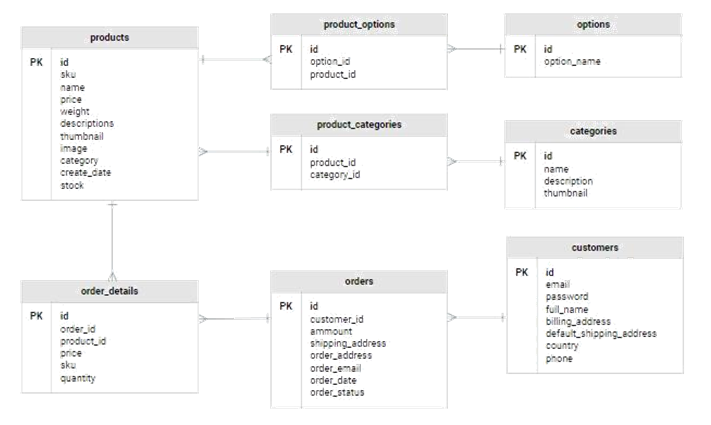 products
PK id
sku
name
price
weight
descriptions
thumbnail
image
category
create_date
stock
product_options
PK id
option_id
product_id
options
PK id
option_name
product_categories
PK id
product_id
category_id
categories
PK id
name
description
thumbnail
order_details
PK id
order_id
product_id
price
sku
quantity
orders
PK id
customer_id
ammount
shipping_address
order_address
order_email
order_date
order_status
customers
PK id
email
password
full_name
billing_address
default_shipping_address
country
phone